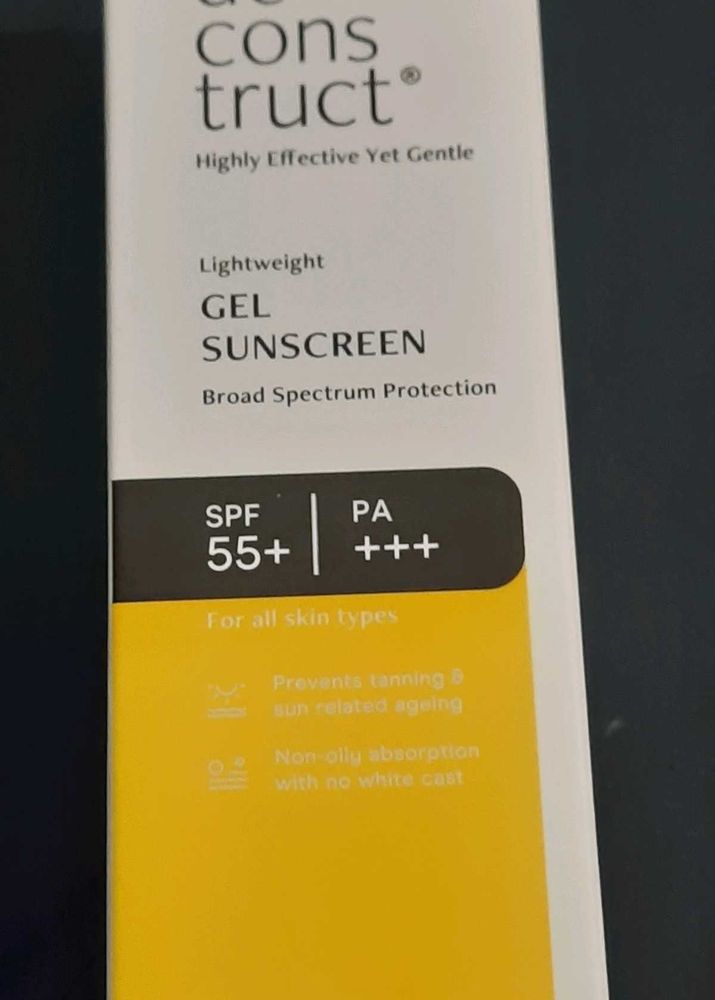 cons
truct®
Highly Effective Yet Gentle
Lightweight
GEL
SUNSCREEN
Broad Spectrum Protection
SPF
55+
PA
+++
For all skin types
Prevents tanning &
sun related ageing
Non-oily absorption
with no white cast